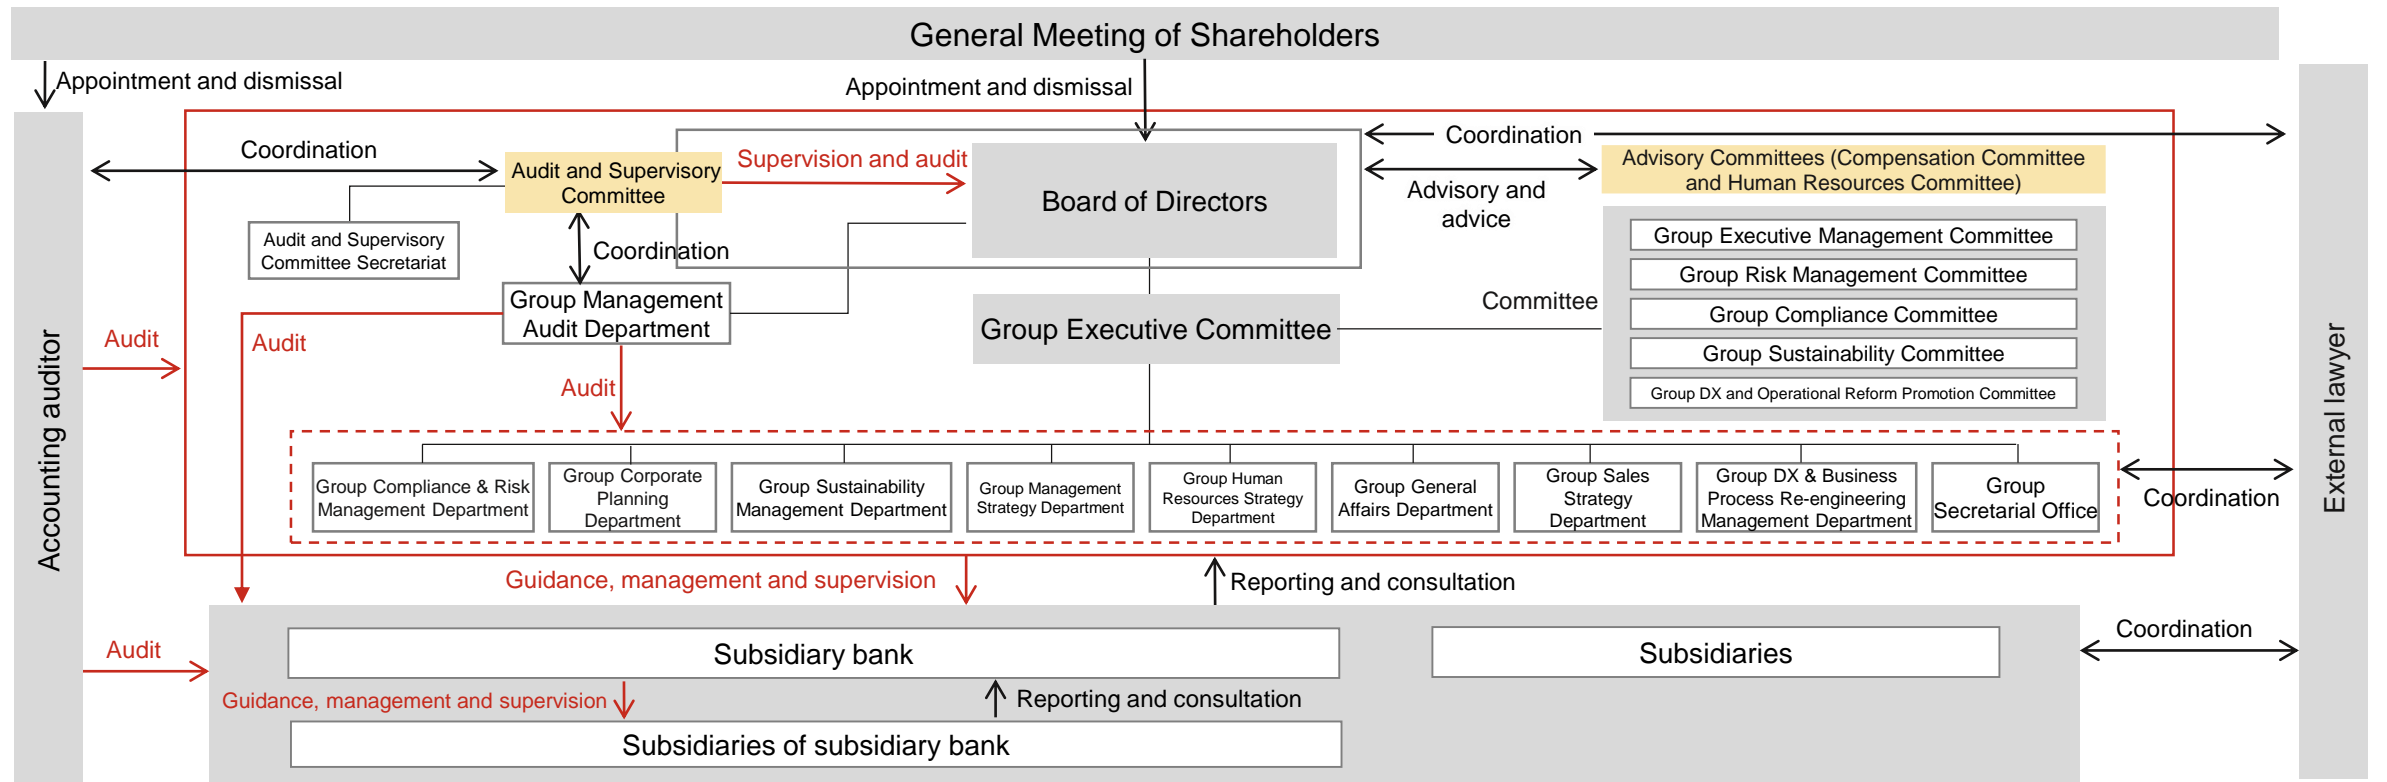 General Meeting of Shareholders
Appointment and dismissal
Appointment and dismissal
Coordination
Coordination
Audit and Supervisory
Committee
Supervision and audit
Board of Directors
Advisory and
advice
Advisory Committees (Compensation Committee
and Human Resources Committee)
Audit and Supervisory
Committee Secretariat
Coordination
Group Management
Audit Department
Group Executive Committee
Committee
Group Executive Management Committee
Group Risk Management Committee
Group Compliance Committee
Group Sustainability Committee
Group DX and Operational Reform Promotion Committee
Accounting auditor
External lawyer
Audit
Audit
Audit
Group Compliance & Risk
Management Department
Group Corporate
Planning
Department
Group Sustainability
Management Department
Group Management
Strategy Department
Group Human
Resources Strategy
Department
Group General
Affairs Department
Group Sales
Strategy
Department
Group DX & Business
Process Re-engineering
Management Department
Group
Secretarial Office
Coordination
Guidance, management and supervision
Reporting and consultation
Audit
Subsidiary bank
Subsidiaries
Coordination
Guidance, management and supervision
Reporting and consultation
Subsidiaries of subsidiary bank